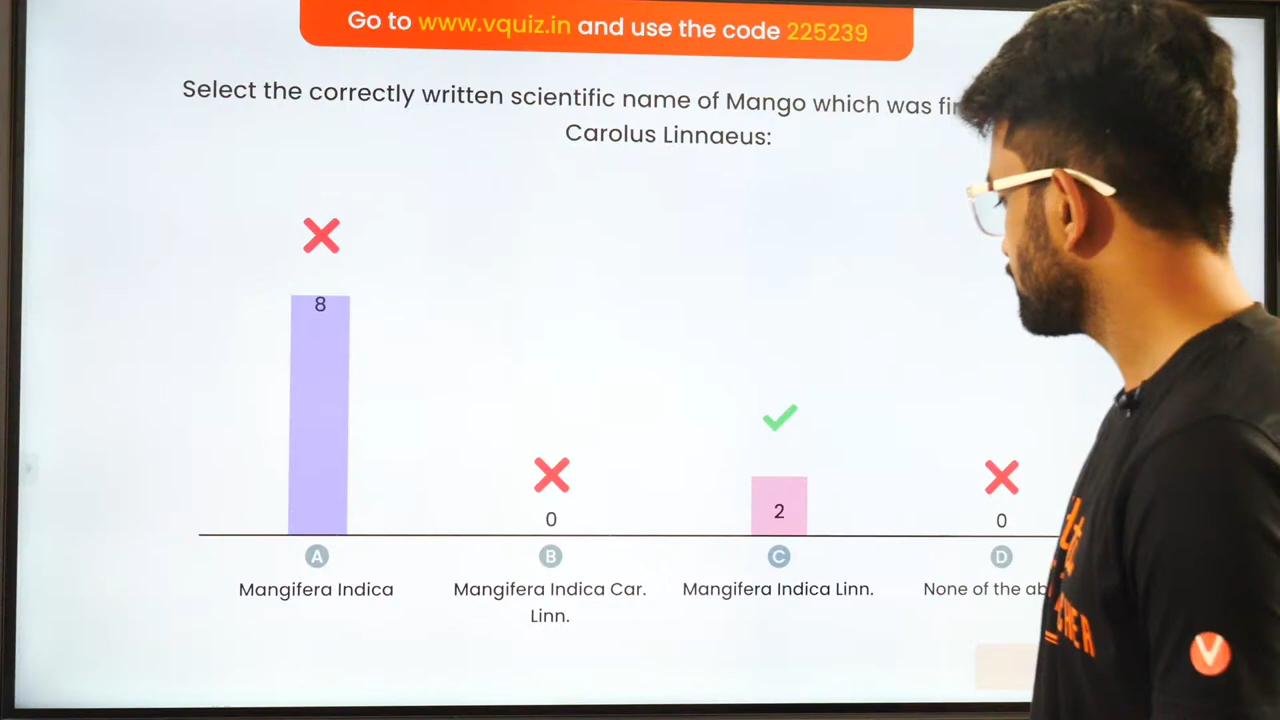 Go to www.vquiz.in and use the code 225239
Select the correctly written scientific name of Mango which was
Carolus Linnaeus:
8
0
2
0
A
B
C
D
Mangifera Indica
Mangifera Indica Car.
Linn.
Mangifera Indica Linn.
None of the
V